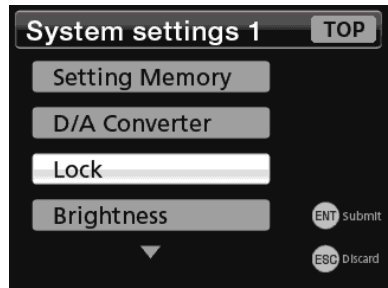 System settings 1 TOP
Setting Memory
D/A Converter
Lock
Brightness
ENT Submit
ESC Discard